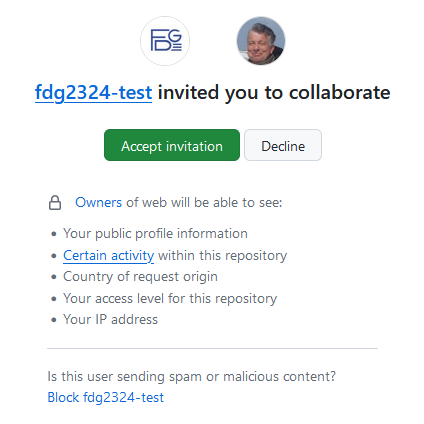 FDG
fdg2324-test invited you to collaborate
Accept invitation
Decline
Owners of web will be able to see:
• Your public profile information
• Certain activity within this repository
• Country of request origin
• Your access level for this repository
• Your IP address
Is this user sending spam or malicious content?
Block fdg2324-test